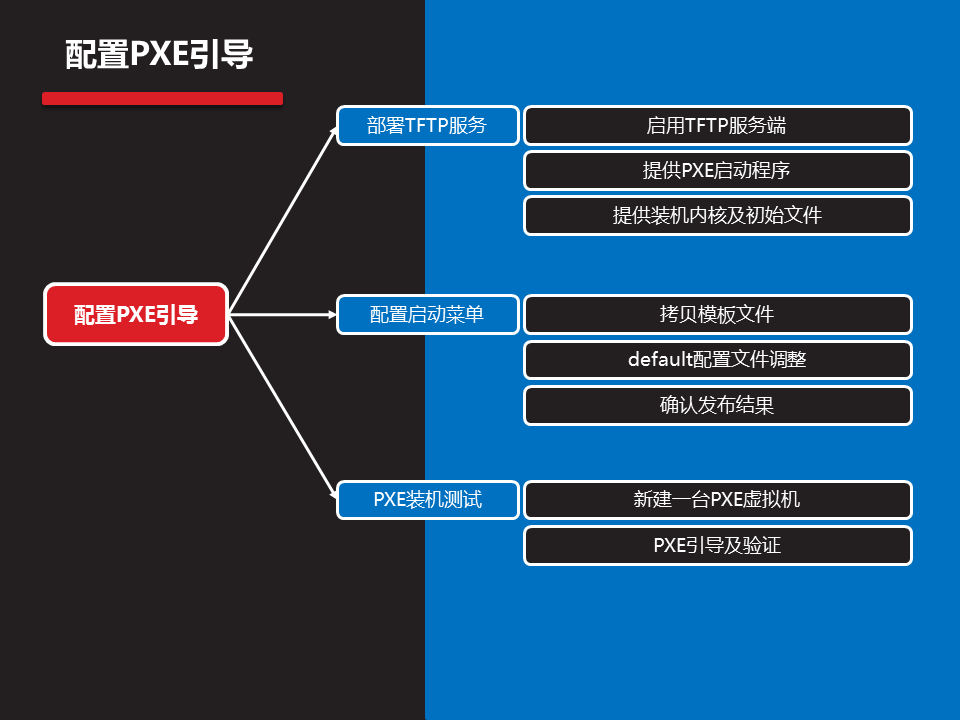 配置PXE引导
部署TFTP服务
启用TFTP服务端
提供PXE启动程序
提供装机内核及初始文件
配置PXE引导
配置启动菜单
拷贝模板文件
default配置文件调整
确认发布结果
PXE装机测试
新建一台PXE虚拟机
PXE引导及验证